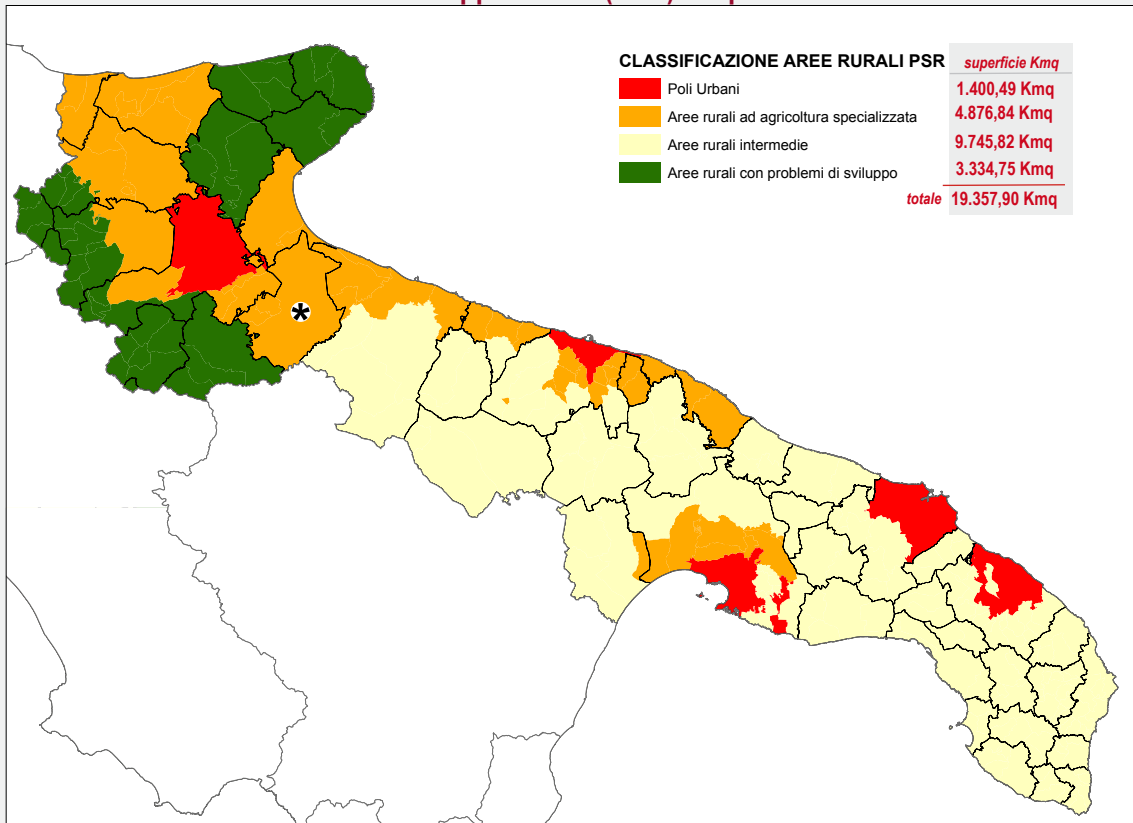 CLASSIFICAZIONE AREE RURALI PSR superficie Kmq
Poli Urbani 1.400,49 Kmq
Aree rurali ad agricoltura specializzata 4.876,84 Kmq
Aree rurali intermedie 9.745,82 Kmq
Aree rurali con problemi di sviluppo 3.334,75 Kmq
totale 19.357,90 Kmq
*